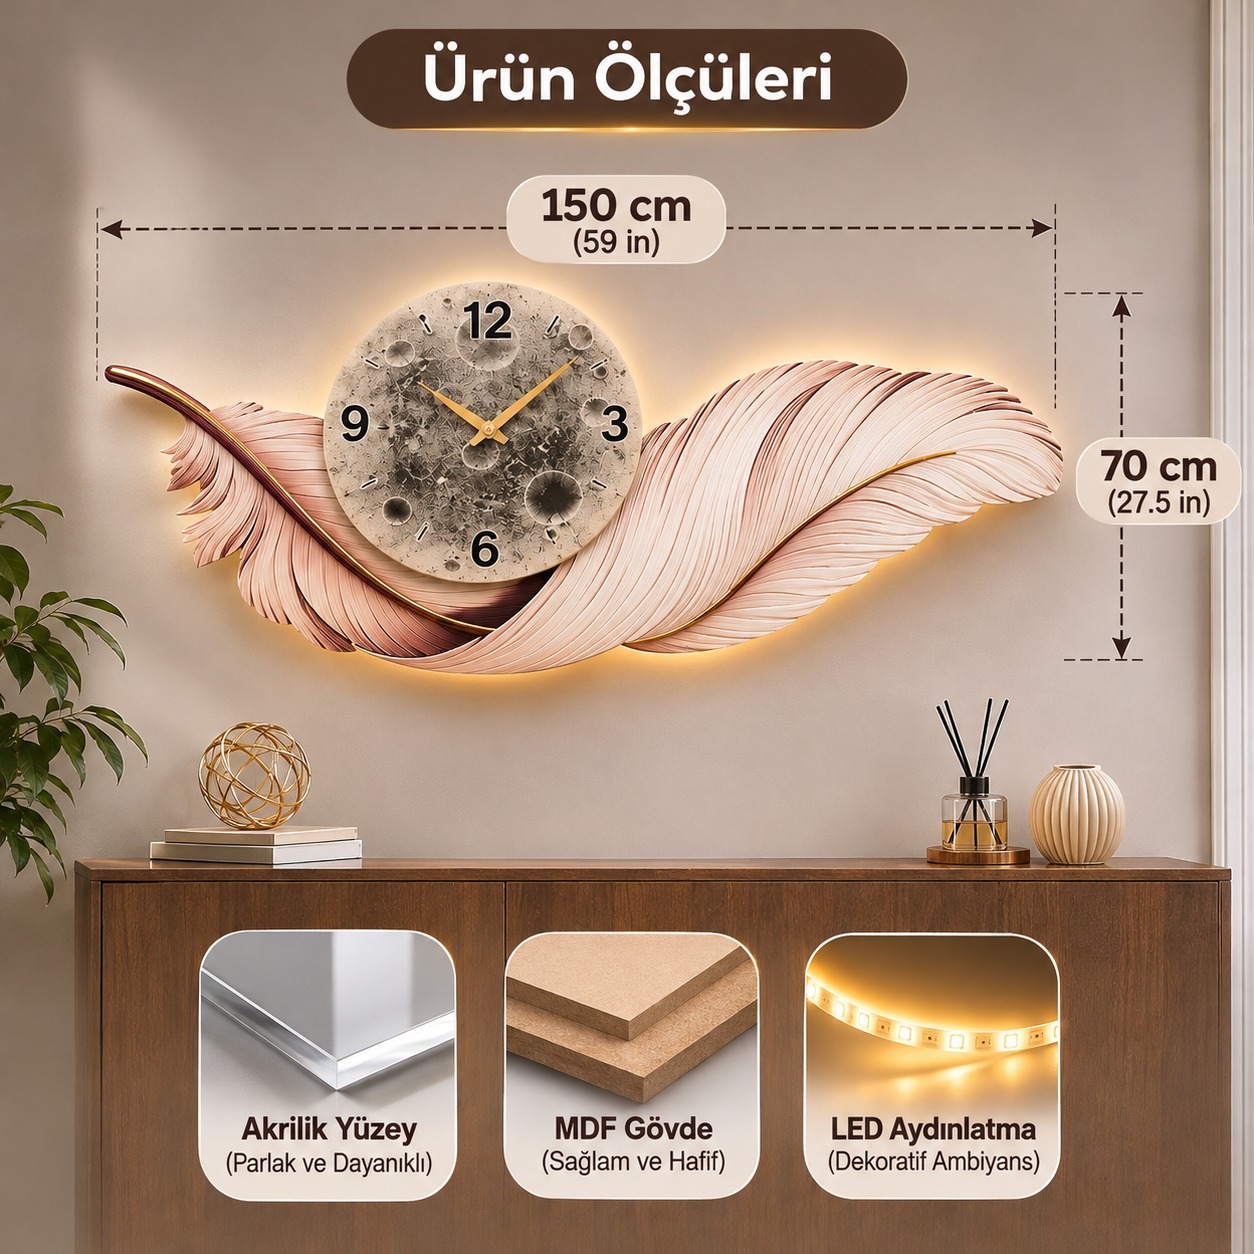 Ürün Ölçüleri
150 cm
(59 in)
12
9
3
6
70 cm
(27.5 in)
Akrilik Yüzey
(Parlak ve Dayanıklı)
MDF Gövde
(Sağlam ve Hafif)
LED Aydınlatma
(Dekoratif Ambiyans)